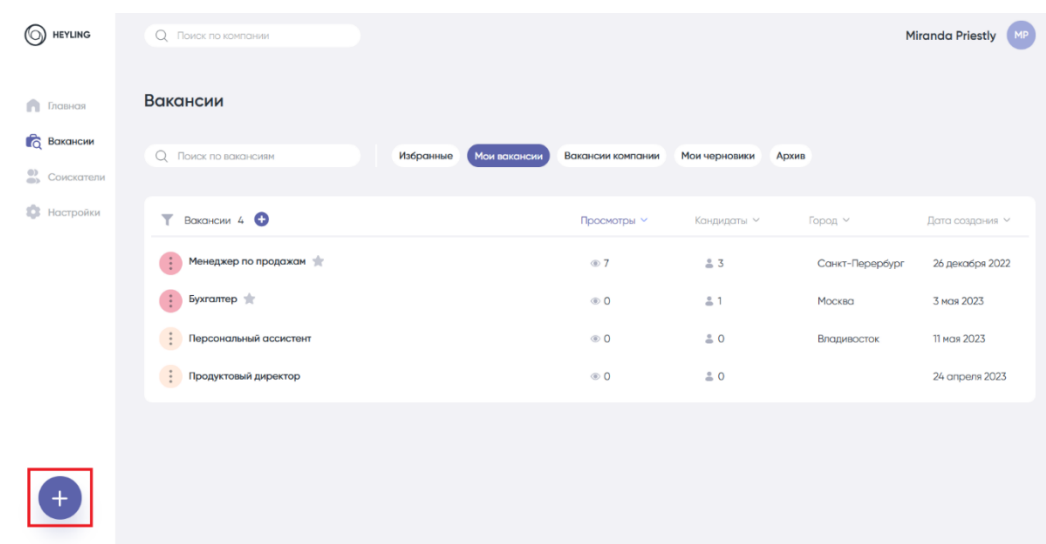 HEYLING
Поиск по компании
Miranda Priestly MP
Главная
Вакансии
Соискатели
Настройки
Вакансии
Поиск по вакансиям
Избранные Мои вакансии Вакансии компании Мои черновики Архив
Вакансии 4 Просмотры Кандидаты Город Дата создания
Менеджер по продажам 7 3 Санкт-Перербург 26 декабря 2022
Бухгалтер 0 1 Москва 3 мая 2023
Персональный ассистент 0 0 Владивосток 11 мая 2023
Продуктовый директор 0 0 24 апреля 2023